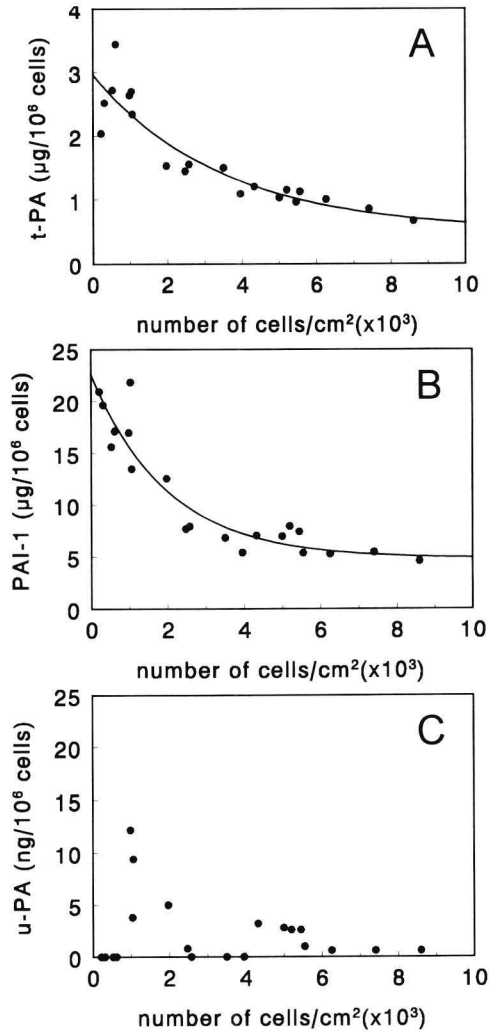 A
t-PA (µg/10⁶ cells)
4
3
2
1
0
0 2 4 6 8 10
number of cells/cm²(x10³)
B
PAI-1 (µg/10⁶ cells)
25
20
15
10
5
0
0 2 4 6 8 10
number of cells/cm²(x10³)
C
u-PA (ng/10⁶ cells)
25
20
15
10
5
0
0 2 4 6 8 10
number of cells/cm²(x10³)